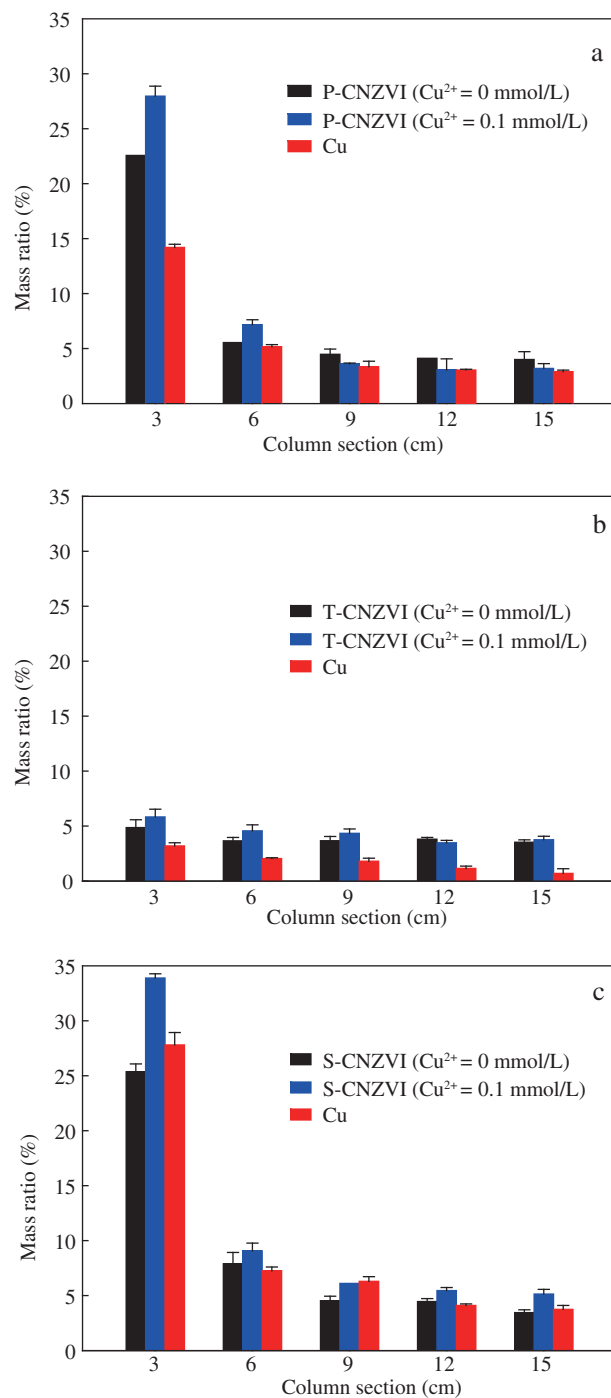 a
35
30
25
20
15
10
5
0
Mass ratio (%)
P-CNZVI (Cu²⁺ = 0 mmol/L)
P-CNZVI (Cu²⁺ = 0.1 mmol/L)
Cu
3 6 9 12 15
Column section (cm)
b
35
30
25
20
15
10
5
0
Mass ratio (%)
T-CNZVI (Cu²⁺ = 0 mmol/L)
T-CNZVI (Cu²⁺ = 0.1 mmol/L)
Cu
3 6 9 12 15
Column section (cm)
c
35
30
25
20
15
10
5
0
Mass ratio (%)
S-CNZVI (Cu²⁺ = 0 mmol/L)
S-CNZVI (Cu²⁺ = 0.1 mmol/L)
Cu
3 6 9 12 15
Column section (cm)